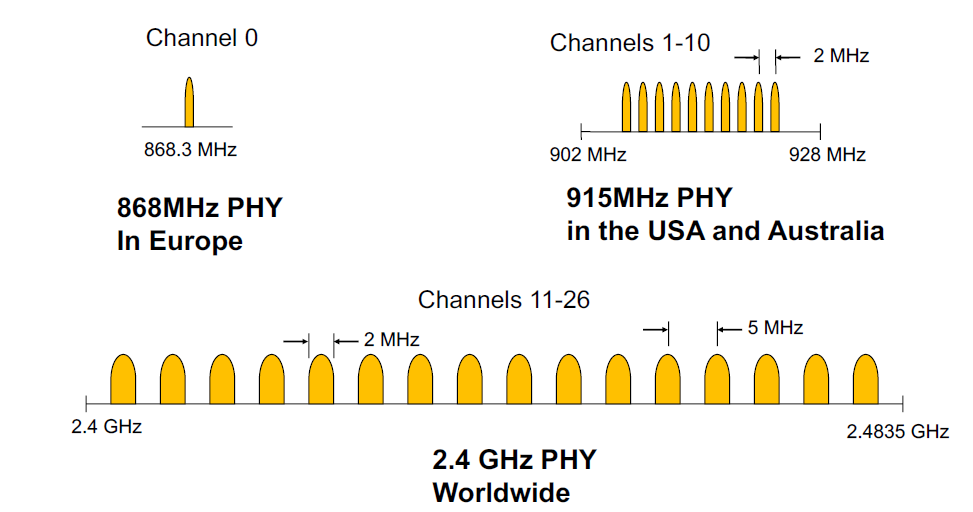 Channel 0
868.3 MHz
868MHz PHY
In Europe
Channels 1-10
2 MHz
902 MHz
928 MHz
915MHz PHY
in the USA and Australia
Channels 11-26
2 MHz
5 MHz
2.4 GHz
2.4835 GHz
2.4 GHz PHY
Worldwide